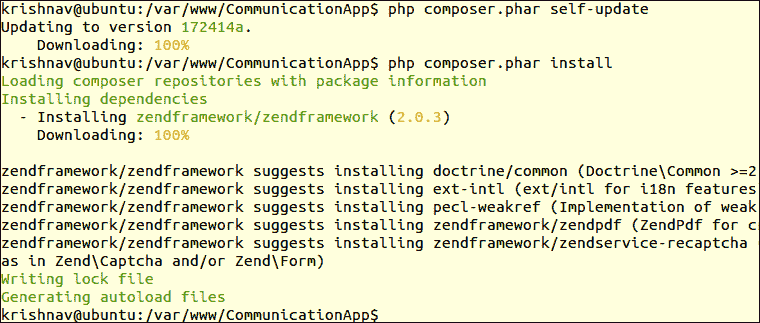 krishnav@ubuntu:/var/www/CommunicationApp$ php composer.phar self-update
Updating to version 172414a.
    Downloading: 100%
krishnav@ubuntu:/var/www/CommunicationApp$ php composer.phar install
Loading composer repositories with package information
Installing dependencies
  - Installing zendframework/zendframework (2.0.3)
    Downloading: 100%

zendframework/zendframework suggests installing doctrine/common (Doctrine\Common >=2
zendframework/zendframework suggests installing ext-intl (ext/intl for i18n features
zendframework/zendframework suggests installing pecl-weakref (Implementation of weak
zendframework/zendframework suggests installing zendframework/zendpdf (ZendPdf for c
zendframework/zendframework suggests installing zendframework/zendservice-recaptcha (
as in Zend\Captcha and/or Zend\Form)
Writing lock file
Generating autoload files
krishnav@ubuntu:/var/www/CommunicationApp$